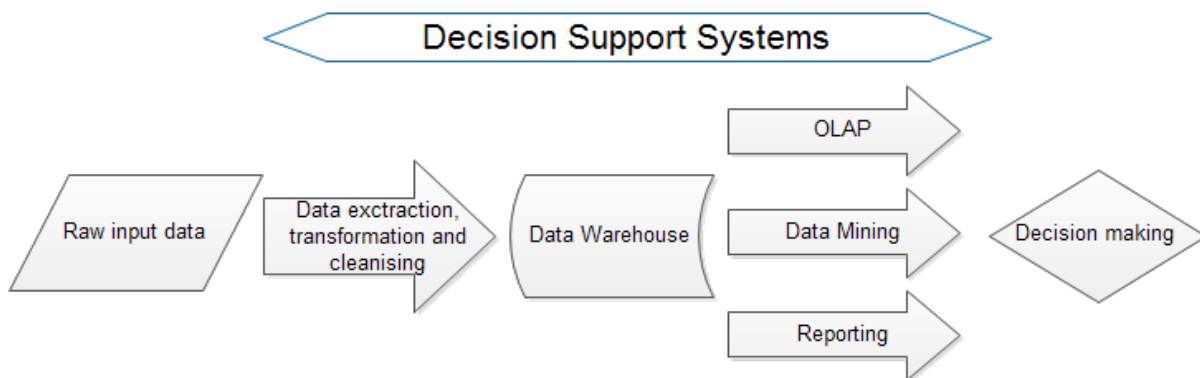 Decision Support Systems
Raw input data
Data exctraction,
transformation and
cleanising
Data Warehouse
OLAP
Data Mining
Reporting
Decision making